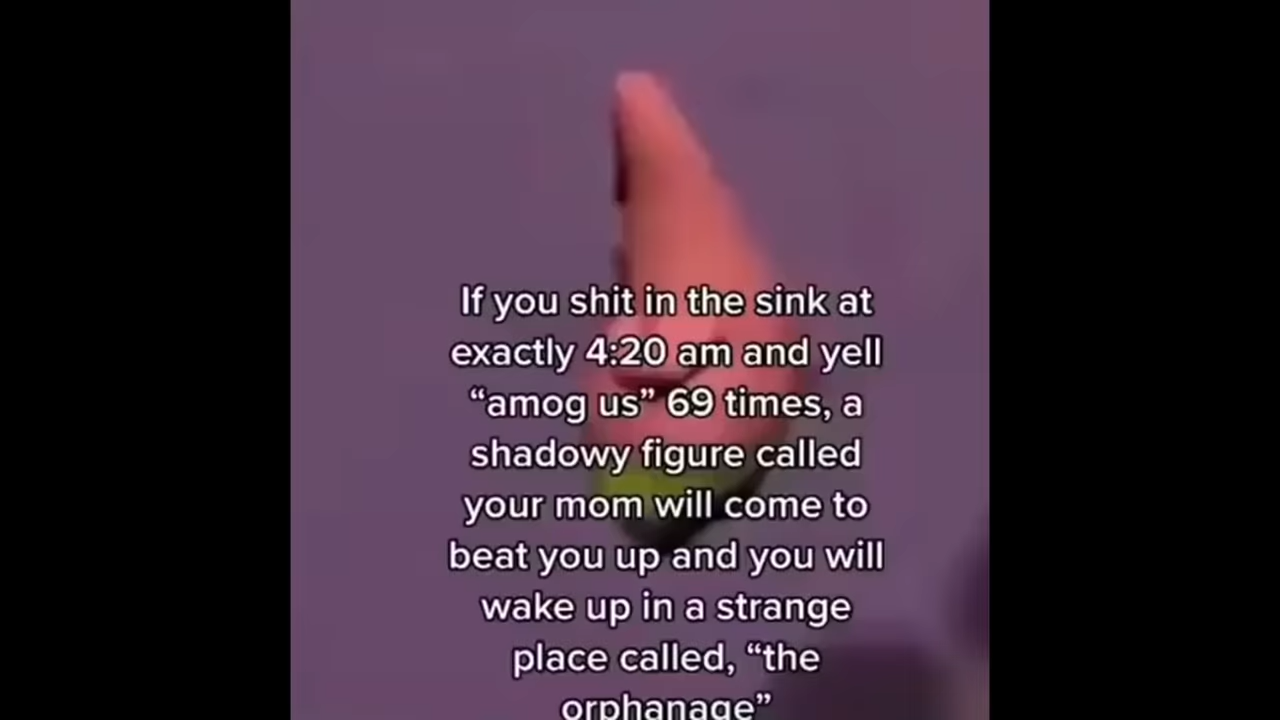 If you shit in the sink at
exactly 4:20 am and yell
“amog us” 69 times, a
shadowy figure called
your mom will come to
beat you up and you will
wake up in a strange
place called, “the
orphanage”